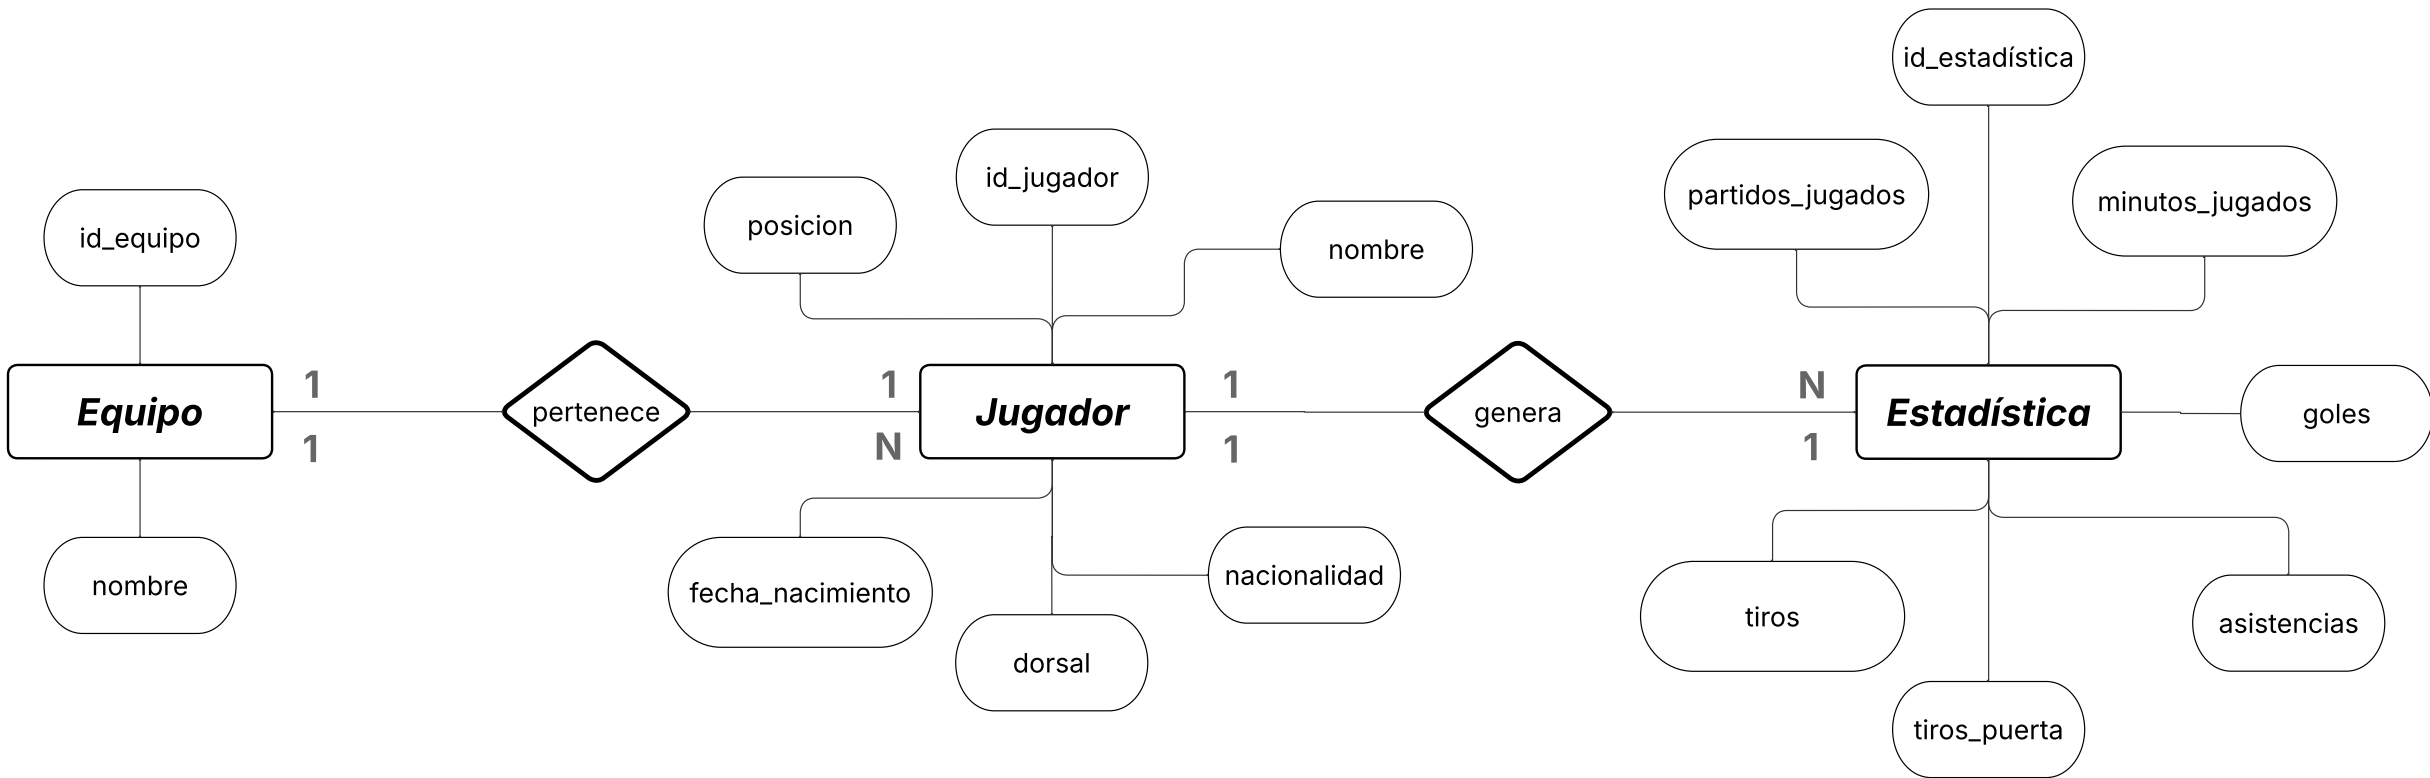 id_estadística
partidos_jugados
minutos_jugados
id_jugador
posicion
nombre
id_equipo
1
1
1
N
Equipo
pertenece
Jugador
genera
Estadística
goles
1
N
1
1
nombre
fecha_nacimiento
nacionalidad
dorsal
tiros
asistencias
tiros_puerta